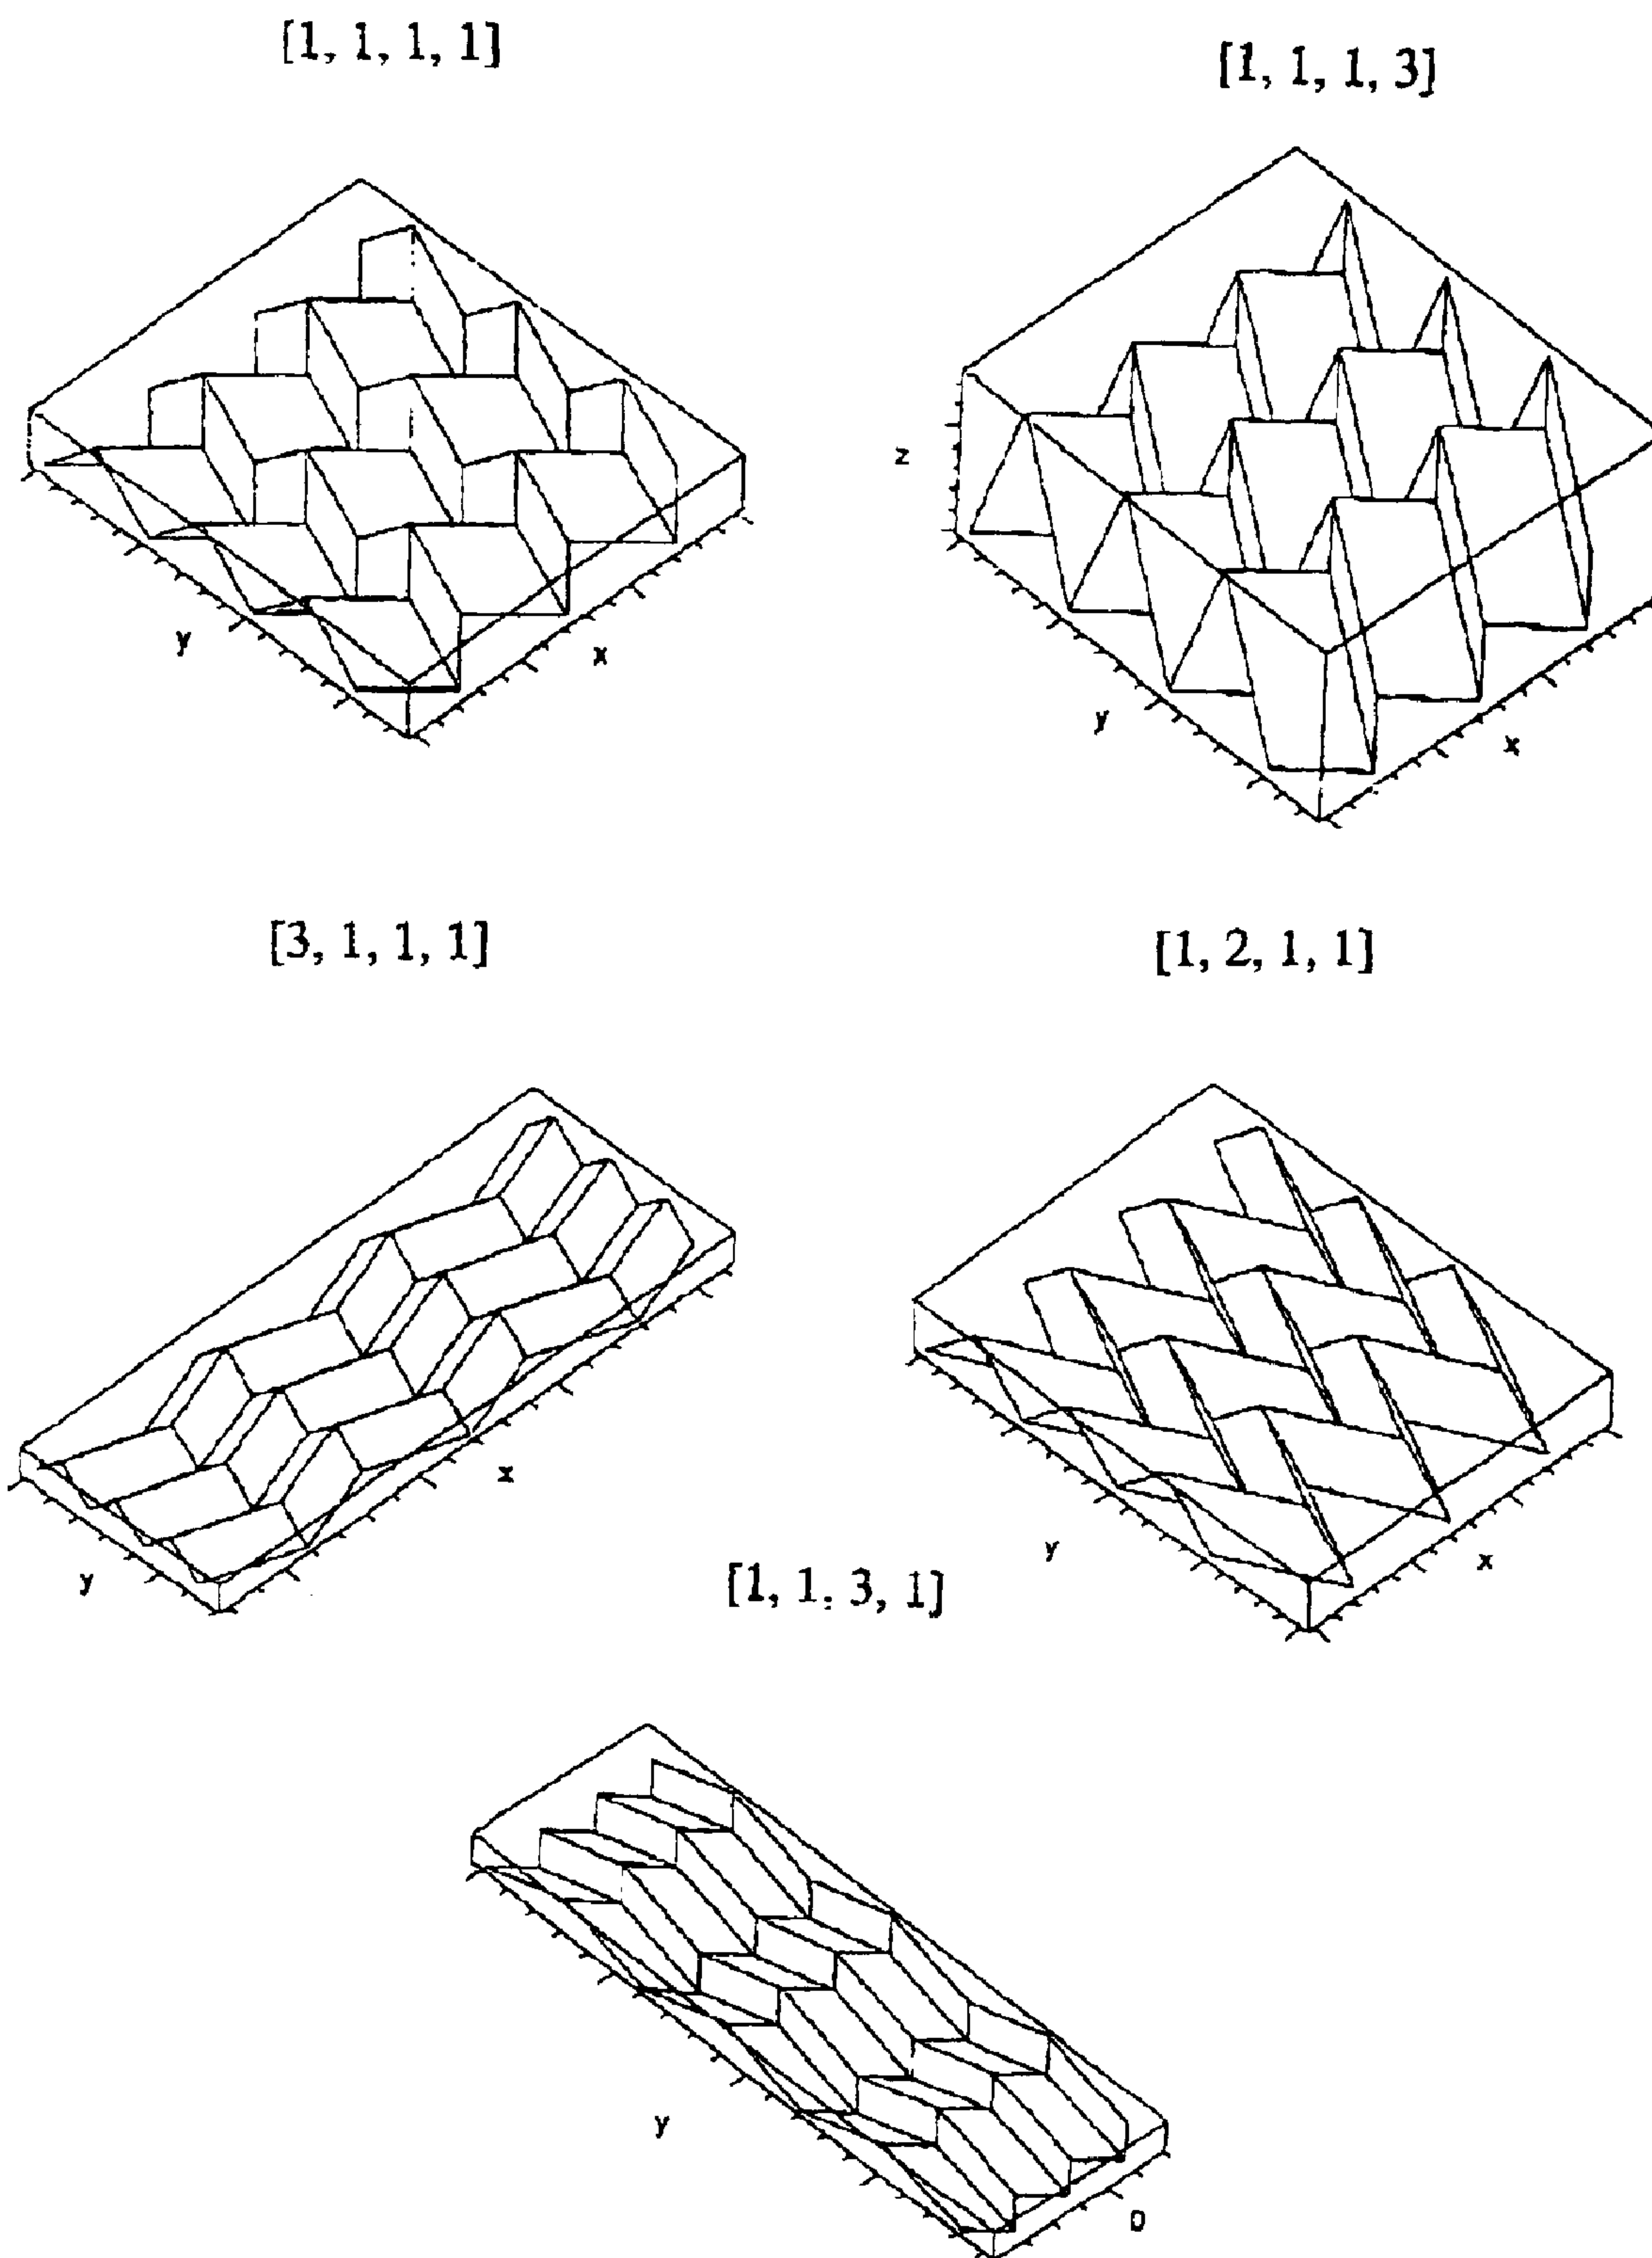 [1, 1, 1, 1]
[1, 1, 1, 3]
z
y
x
y
x
[3, 1, 1, 1]
[1, 2, 1, 1]
x
y
y
x
[1, 1, 3, 1]
y
0